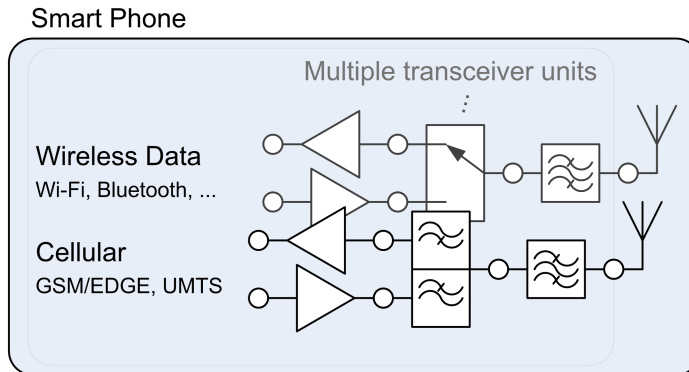 Smart Phone
Multiple transceiver units
Wireless Data
Wi-Fi, Bluetooth, ...
Cellular
GSM/EDGE, UMTS